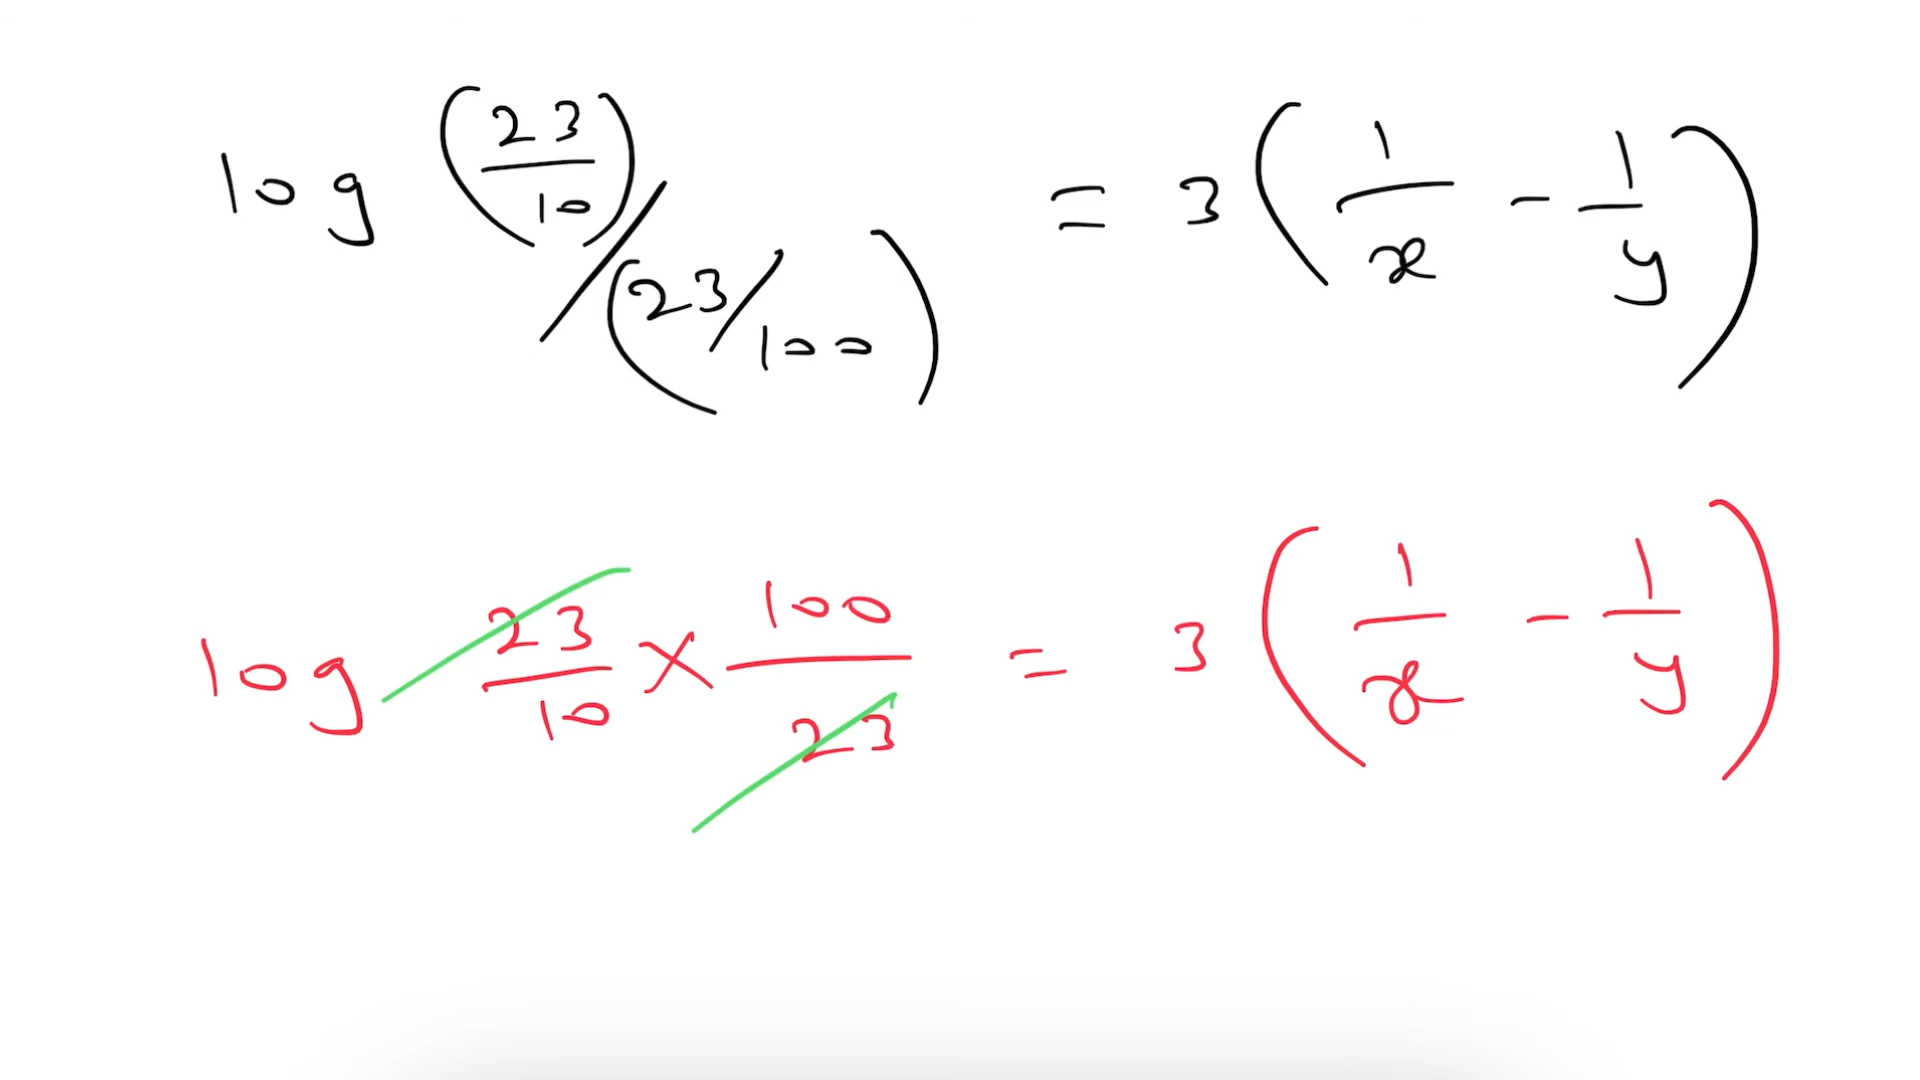 log (23/10)/(23/100) = 3(1/x - 1/y)
log 23/10 × 100/23 = 3(1/x - 1/y)